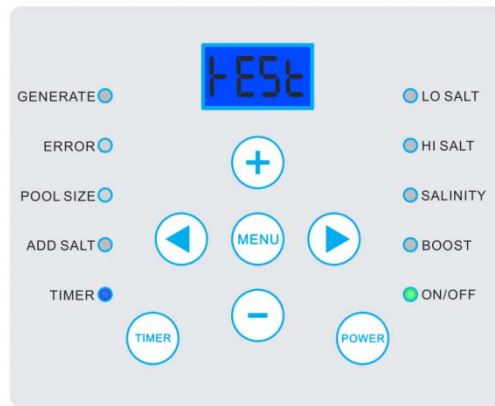 tESt
GENERATE
LO SALT
ERROR
+
HI SALT
POOL SIZE
SALINITY
ADD SALT
MENU
BOOST
TIMER
−
ON/OFF
TIMER
POWER